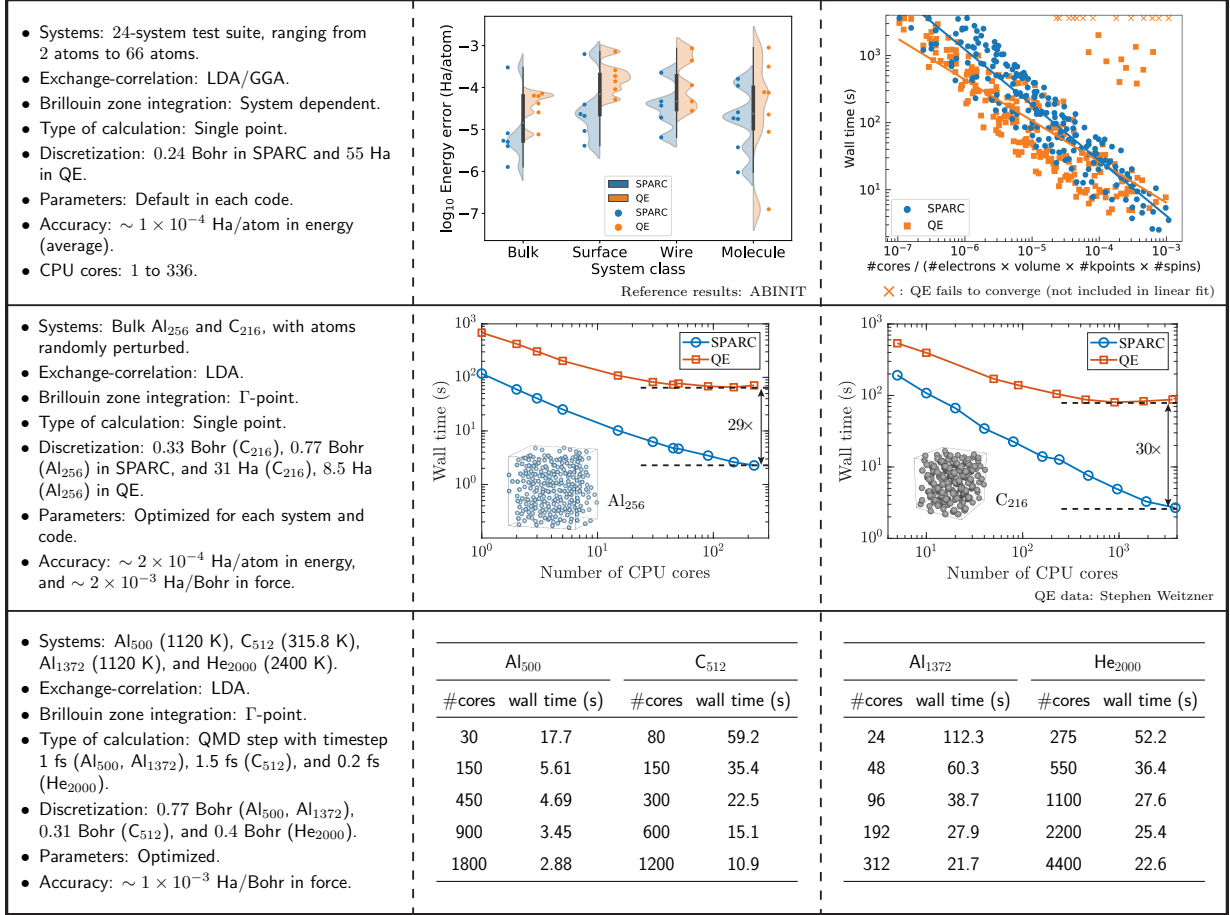 • Systems: 24-system test suite, ranging from
2 atoms to 66 atoms.
• Exchange-correlation: LDA/GGA.
• Brillouin zone integration: System dependent.
• Type of calculation: Single point.
• Discretization: 0.24 Bohr in SPARC and 55 Ha
in QE.
• Parameters: Default in each code.
• Accuracy: ∼ 1 × 10⁻⁴ Ha/atom in energy
(average).
• CPU cores: 1 to 336.
log₁₀ Energy error (Ha/atom)
−3
−4
−5
−6
−7
SPARC
QE
SPARC
QE
Bulk Surface Wire Molecule
System class
Reference results: ABINIT
Wall time (s)
10³
10²
10¹
SPARC
QE
10⁻⁷ 10⁻⁶ 10⁻⁵ 10⁻⁴ 10⁻³
#cores / (#electrons × volume × #kpoints × #spins)
× : QE fails to converge (not included in linear fit)
• Systems: Bulk Al₂₅₆ and C₂₁₆, with atoms
randomly perturbed.
• Exchange-correlation: LDA.
• Brillouin zone integration: Γ-point.
• Type of calculation: Single point.
• Discretization: 0.33 Bohr (C₂₁₆), 0.77 Bohr
(Al₂₅₆) in SPARC, and 31 Ha (C₂₁₆), 8.5 Ha
(Al₂₅₆) in QE.
• Parameters: Optimized for each system and
code.
• Accuracy: ∼ 2 × 10⁻⁴ Ha/atom in energy,
and ∼ 2 × 10⁻³ Ha/Bohr in force.
Wall time (s)
10³
10²
10¹
10⁰
SPARC
QE
29×
Al₂₅₆
10⁰ 10¹ 10²
Number of CPU cores
Wall time (s)
10³
10²
10¹
10⁰
SPARC
QE
30×
C₂₁₆
10¹ 10² 10³
Number of CPU cores
QE data: Stephen Weitzner
• Systems: Al₅₀₀ (1120 K), C₅₁₂ (315.8 K),
Al₁₃₇₂ (1120 K), and He₂₀₀₀ (2400 K).
• Exchange-correlation: LDA.
• Brillouin zone integration: Γ-point.
• Type of calculation: QMD step with timestep
1 fs (Al₅₀₀, Al₁₃₇₂), 1.5 fs (C₅₁₂), and 0.2 fs
(He₂₀₀₀).
• Discretization: 0.77 Bohr (Al₅₀₀, Al₁₃₇₂),
0.31 Bohr (C₅₁₂), and 0.4 Bohr (He₂₀₀₀).
• Parameters: Optimized.
• Accuracy: ∼ 1 × 10⁻³ Ha/Bohr in force.
Al₅₀₀ C₅₁₂
#cores wall time (s) #cores wall time (s)
30 17.7 80 59.2
150 5.61 150 35.4
450 4.69 300 22.5
900 3.45 600 15.1
1800 2.88 1200 10.9
Al₁₃₇₂ He₂₀₀₀
#cores wall time (s) #cores wall time (s)
24 112.3 275 52.2
48 60.3 550 36.4
96 38.7 1100 27.6
192 27.9 2200 25.4
312 21.7 4400 22.6